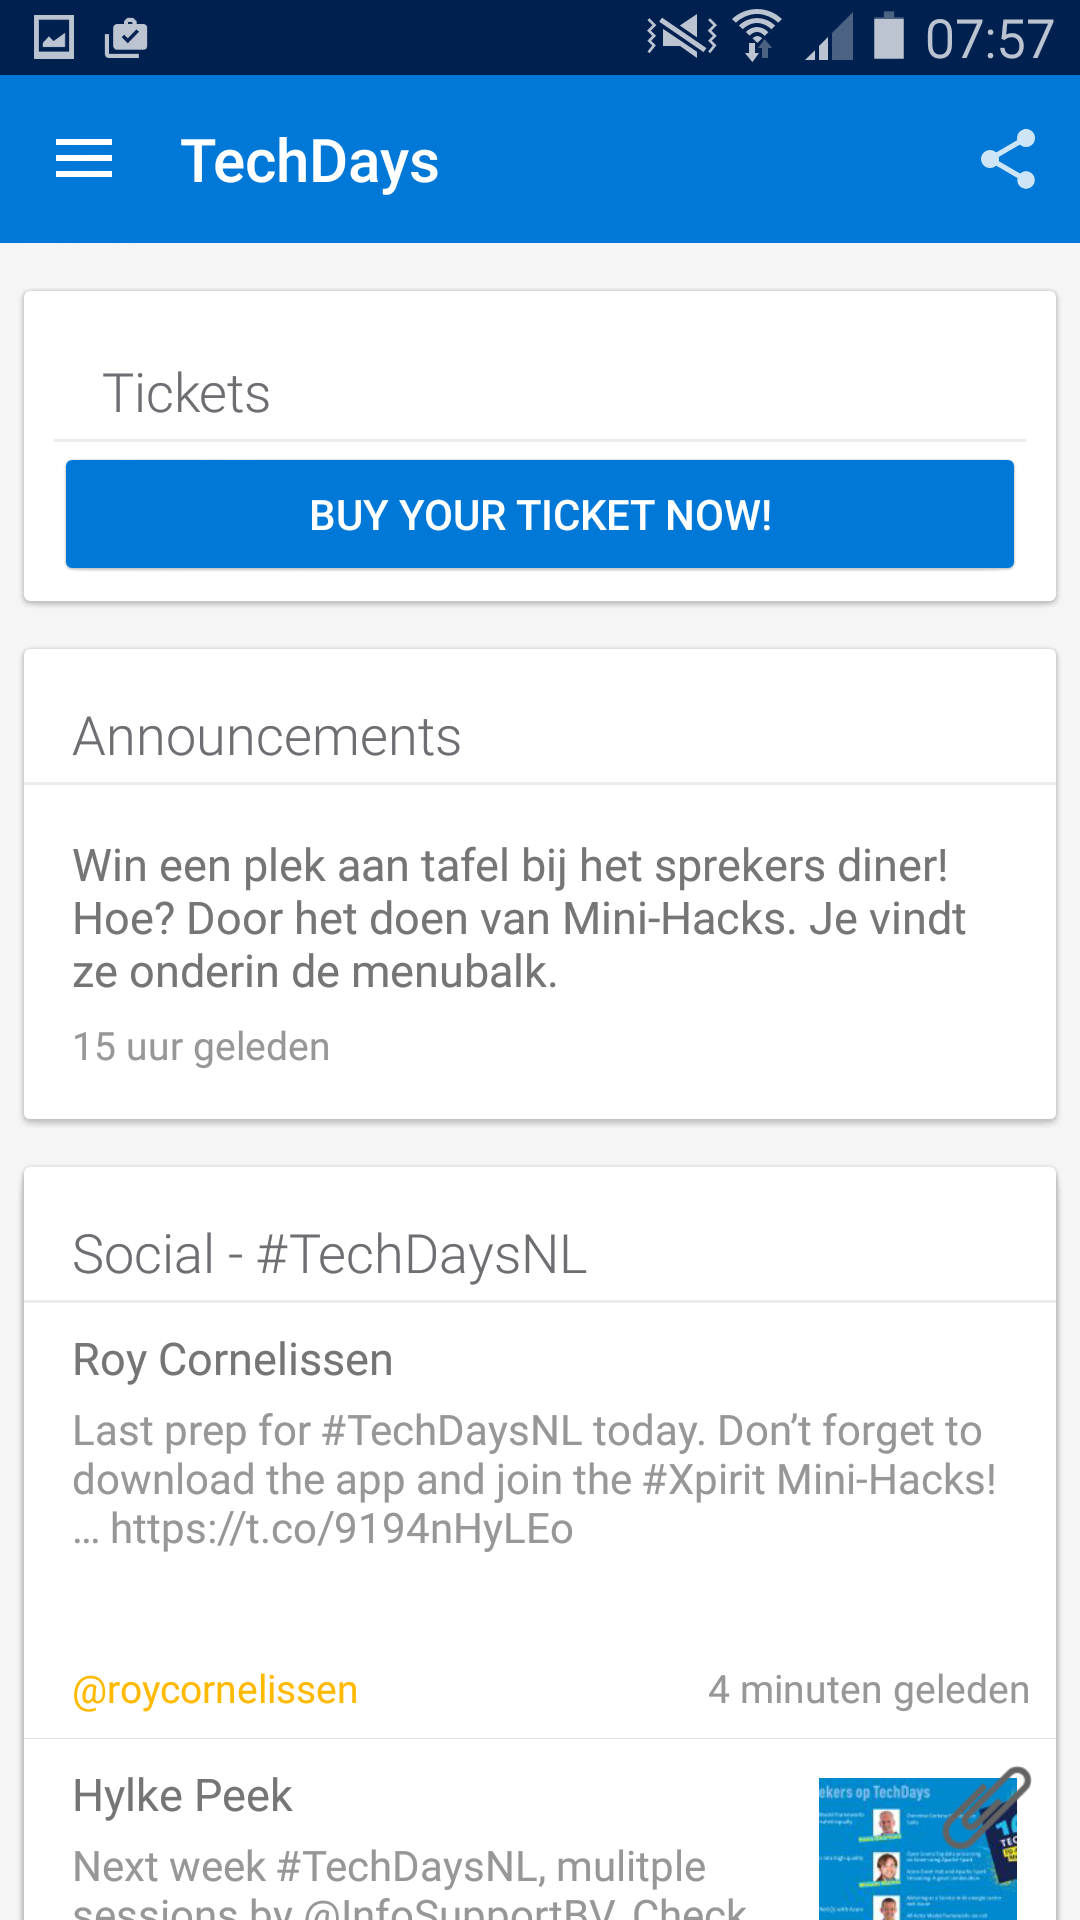 07:57
TechDays
Tickets
BUY YOUR TICKET NOW!
Announcements
Win een plek aan tafel bij het sprekers diner!
Hoe? Door het doen van Mini-Hacks. Je vindt
ze onderin de menubalk.
15 uur geleden
Social - #TechDaysNL
Roy Cornelissen
Last prep for #TechDaysNL today. Don’t forget to
download the app and join the #Xpirit Mini-Hacks!
… https://t.co/9194nHyLEo
@roycornelissen
4 minuten geleden
Hylke Peek
ekers op TechDays
Next week #TechDaysNL, mulitple
sessions by @InfoSupportBV. Check